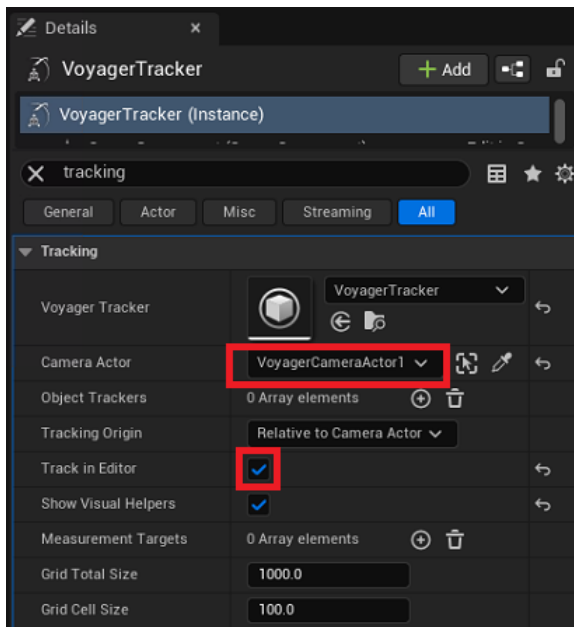 Details
VoyagerTracker
Add
VoyagerTracker (Instance)
tracking
General Actor Misc Streaming All
Tracking
Voyager Tracker VoyagerTracker
Camera Actor VoyagerCameraActor1
Object Trackers 0 Array elements
Tracking Origin Relative to Camera Actor
Track in Editor
Show Visual Helpers
Measurement Targets 0 Array elements
Grid Total Size 1000.0
Grid Cell Size 100.0